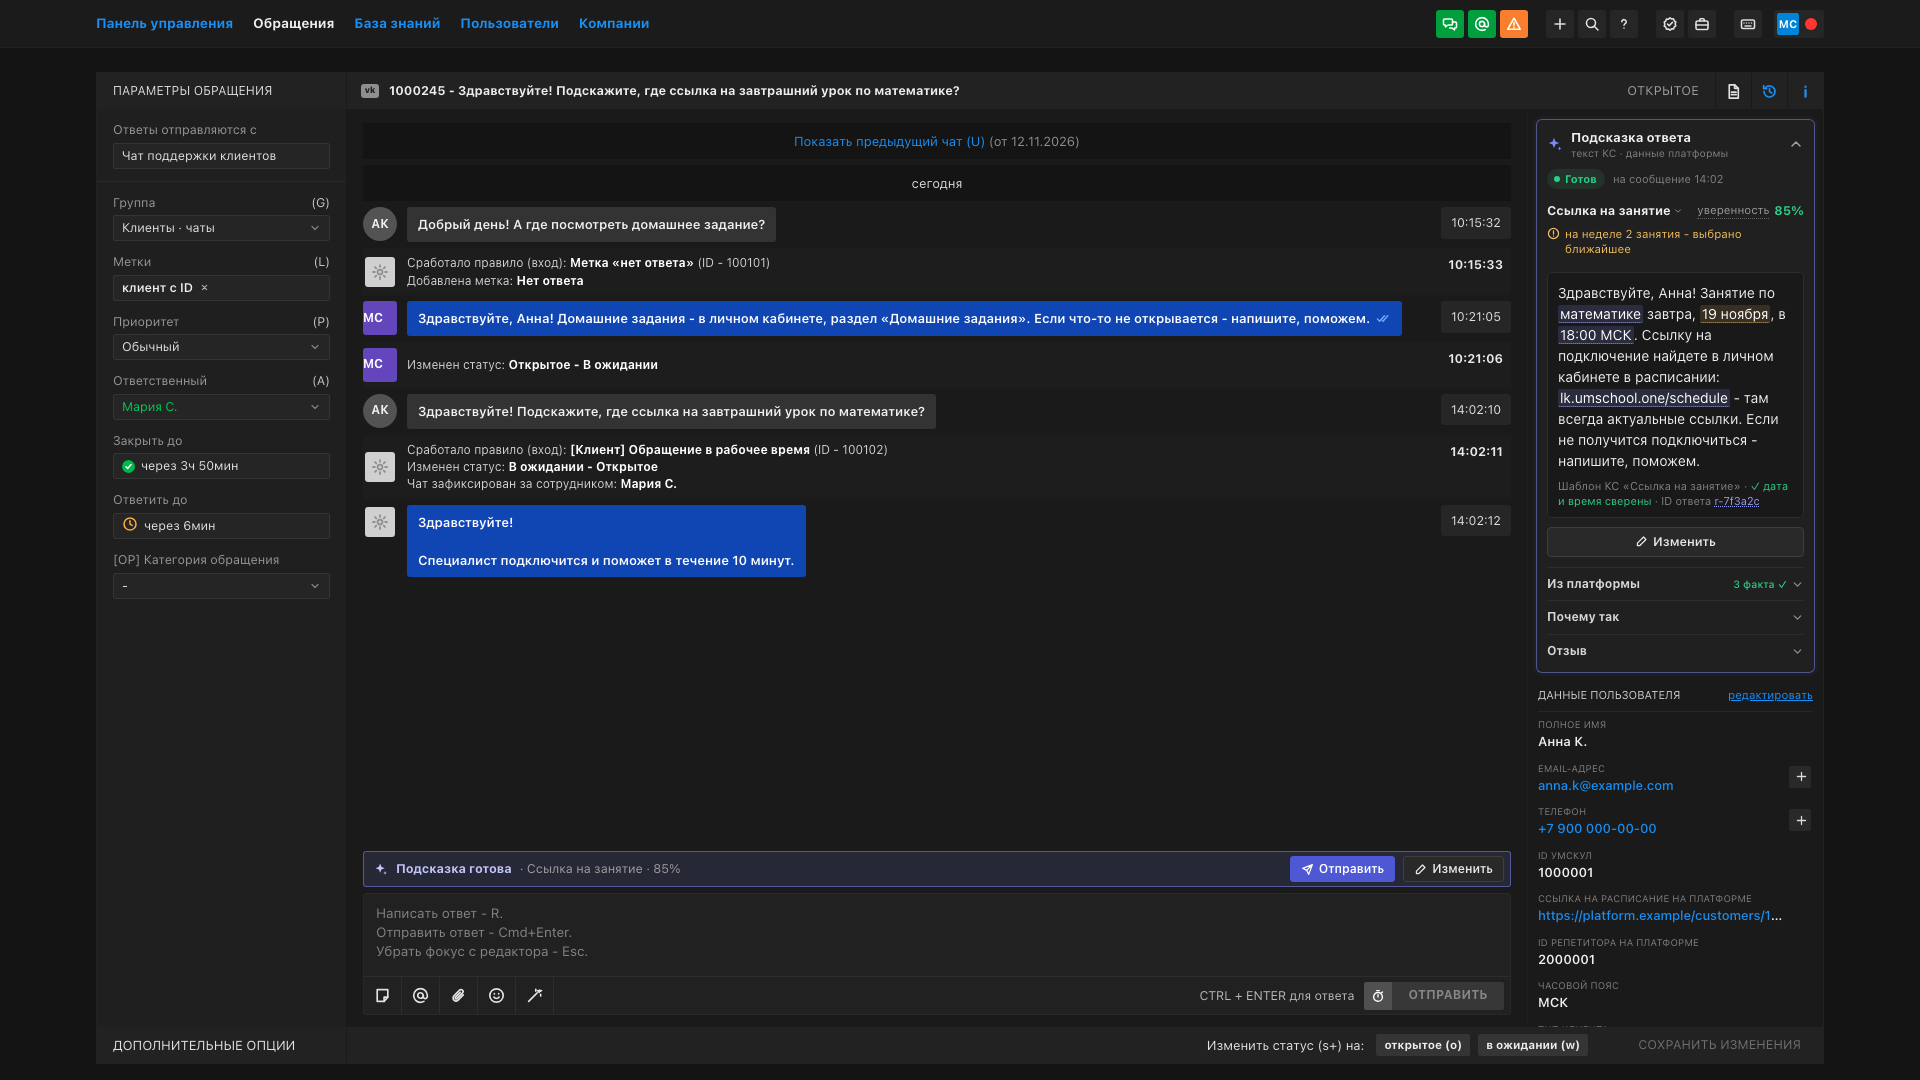 Панель управления
Обращения
База знаний
Пользователи
Компании
?
МС
ПАРАМЕТРЫ ОБРАЩЕНИЯ
Ответы отправляются с
Чат поддержки клиентов
Группа (G)
Клиенты · чаты
Метки (L)
клиент с ID ×
Приоритет (P)
Обычный
Ответственный (A)
Мария С.
Закрыть до
через 3ч 50мин
Ответить до
через 6мин
[ОР] Категория обращения
-
ДОПОЛНИТЕЛЬНЫЕ ОПЦИИ
vk 1000245 - Здравствуйте! Подскажите, где ссылка на завтрашний урок по математике?
ОТКРЫТОЕ
i
Показать предыдущий чат (U) (от 12.11.2026)
сегодня
АК Добрый день! А где посмотреть домашнее задание? 10:15:32
Сработало правило (вход): Метка «нет ответа» (ID - 100101) 10:15:33
Добавлена метка: Нет ответа
МС Здравствуйте, Анна! Домашние задания - в личном кабинете, раздел «Домашние задания». Если что-то не открывается - напишите, поможем. 10:21:05
МС Изменен статус: Открытое - В ожидании 10:21:06
АК Здравствуйте! Подскажите, где ссылка на завтрашний урок по математике? 14:02:10
Сработало правило (вход): [Клиент] Обращение в рабочее время (ID - 100102) 14:02:11
Изменен статус: В ожидании - Открытое
Чат зафиксирован за сотрудником: Мария С.
Здравствуйте! 14:02:12
Специалист подключится и поможет в течение 10 минут.
Подсказка готова · Ссылка на занятие · 85%
Отправить
Изменить
Написать ответ - R.
Отправить ответ - Cmd+Enter.
Убрать фокус с редактора - Esc.
CTRL + ENTER для ответа
ОТПРАВИТЬ
Изменить статус (s+) на:
открытое (o)
в ожидании (w)
СОХРАНИТЬ ИЗМЕНЕНИЯ
Подсказка ответа
текст КС · данные платформы
Готов на сообщение 14:02
Ссылка на занятие уверенность 85%
на неделе 2 занятия - выбрано
ближайшее
Здравствуйте, Анна! Занятие по
математике завтра, 19 ноября, в
18:00 МСК. Ссылку на
подключение найдете в личном
кабинете в расписании:
lk.umschool.one/schedule - там
всегда актуальные ссылки. Если
не получится подключиться -
напишите, поможем.
Шаблон КС «Ссылка на занятие» · ✓ дата
и время сверены · ID ответа r-7f3a2c
Изменить
Из платформы 3 факта ✓
Почему так
Отзыв
ДАННЫЕ ПОЛЬЗОВАТЕЛЯ редактировать
ПОЛНОЕ ИМЯ
Анна К.
EMAIL-АДРЕС
anna.k@example.com
ТЕЛЕФОН
+7 900 000-00-00
ID УМСКУЛ
1000001
ССЫЛКА НА РАСПИСАНИЕ НА ПЛАТФОРМЕ
https://platform.example/customers/1...
ID РЕПЕТИТОРА НА ПЛАТФОРМЕ
2000001
ЧАСОВОЙ ПОЯС
МСК